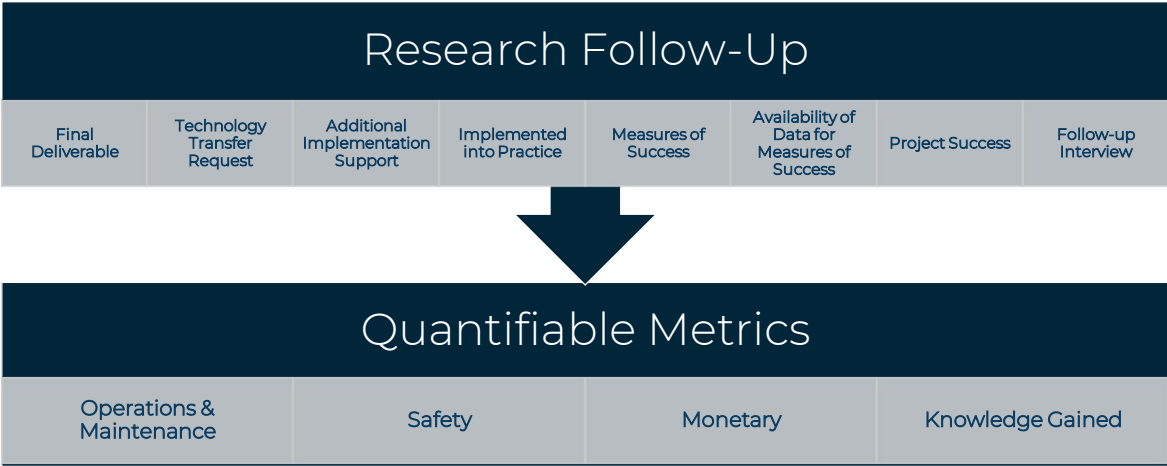 Research Follow-Up
Final
Deliverable
Technology
Transfer
Request
Additional
Implementation
Support
Implemented
into Practice
Measures of
Success
Availability of
Data for
Measures of
Success
Project Success
Follow-up
Interview
Quantifiable Metrics
Operations &
Maintenance
Safety
Monetary
Knowledge Gained